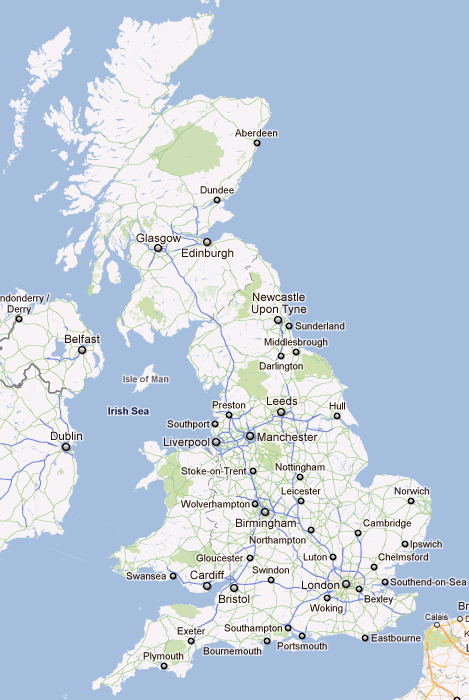 Aberdeen
Dundee
Glasgow
Edinburgh
Newcastle
Upon Tyne
Sunderland
ndonderry /
Derry
Belfast
Middlesbrough
Darlington
Isle of Man
Irish Sea
Preston
Leeds
Hull
Southport
Dublin
Liverpool
Manchester
Stoke-on-Trent
Nottingham
Leicester
Norwich
Wolverhampton
Birmingham
Northampton
Cambridge
Ipswich
Gloucester
Luton
Chelmsford
Swansea
Cardiff
Swindon
London
Southend-on-Sea
Bristol
Bexley
Woking
Exeter
Southampton
Calais
Br
D
Plymouth
Bournemouth
Portsmouth
Eastbourne